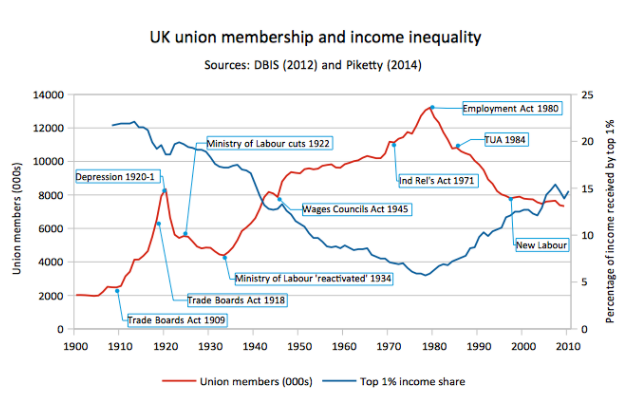 UK union membership and income inequality
Sources: DBIS (2012) and Piketty (2014)
14000
12000
10000
8000
6000
4000
2000
0
Union members (000s)
25
20
15
10
5
0
Percentage of income received by top 1%
Employment Act 1980
Ministry of Labour cuts 1922
TUA 1984
Depression 1920-1
Ind Rel's Act 1971
Wages Councils Act 1945
New Labour
Ministry of Labour 'reactivated' 1934
Trade Boards Act 1918
Trade Boards Act 1909
1900 1910 1920 1930 1940 1950 1960 1970 1980 1990 2000 2010
Union members (000s) Top 1% income share